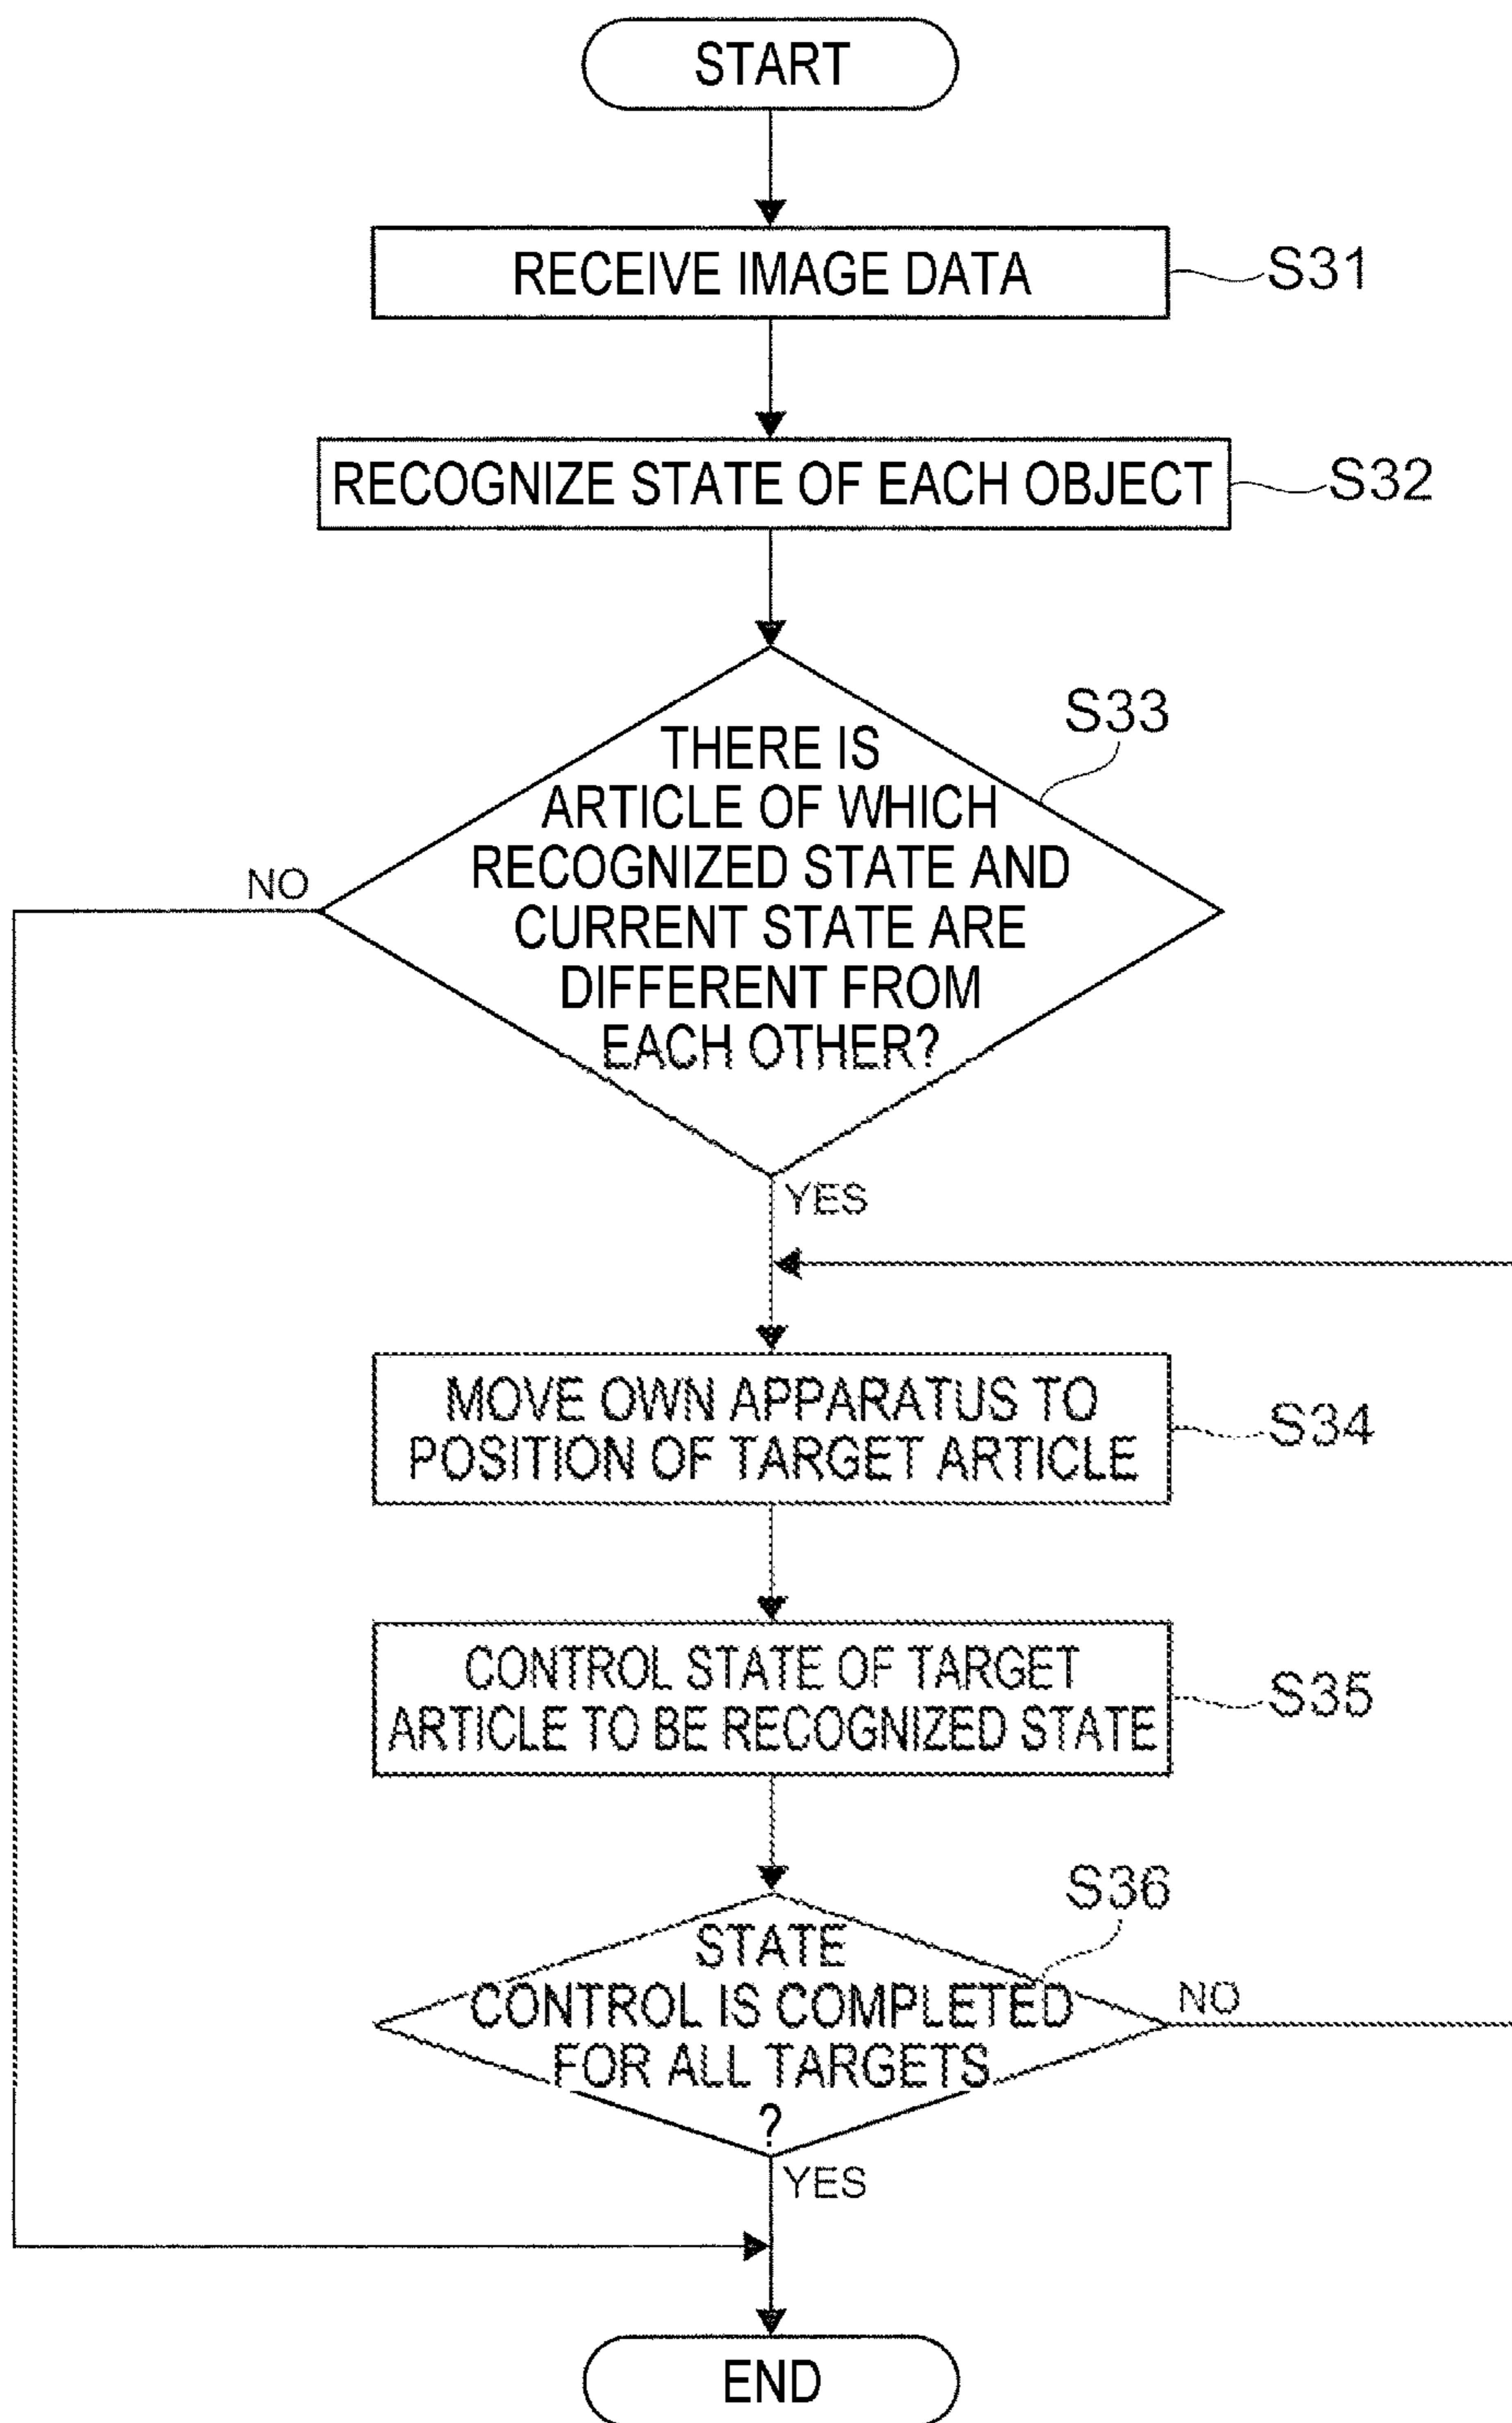 START
RECEIVE IMAGE DATA
S31
RECOGNIZE STATE OF EACH OBJECT
S32
S33
THERE IS
ARTICLE OF WHICH
RECOGNIZED STATE AND
CURRENT STATE ARE
DIFFERENT FROM
EACH OTHER?
NO
YES
MOVE OWN APPARATUS TO
POSITION OF TARGET ARTICLE
S34
CONTROL STATE OF TARGET
ARTICLE TO BE RECOGNIZED STATE
S35
S36
STATE
CONTROL IS COMPLETED
FOR ALL TARGETS
?
NO
YES
END